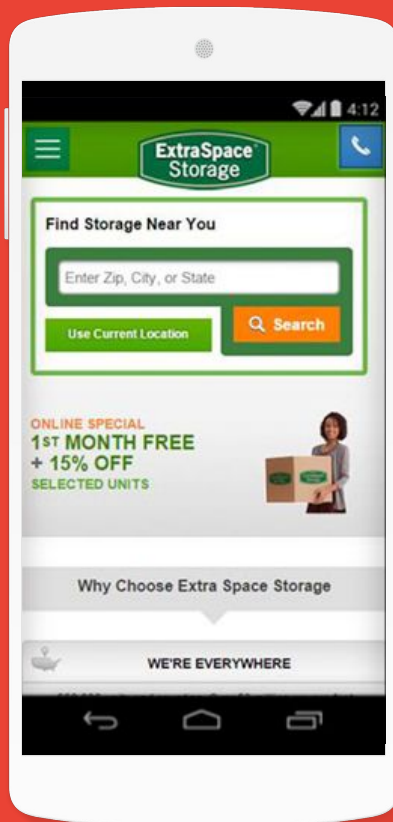 4:12
ExtraSpace®
Storage
Find Storage Near You
Enter Zip, City, or State
Use Current Location
Search
ONLINE SPECIAL
1ST MONTH FREE
+ 15% OFF
SELECTED UNITS
Why Choose Extra Space Storage
WE'RE EVERYWHERE